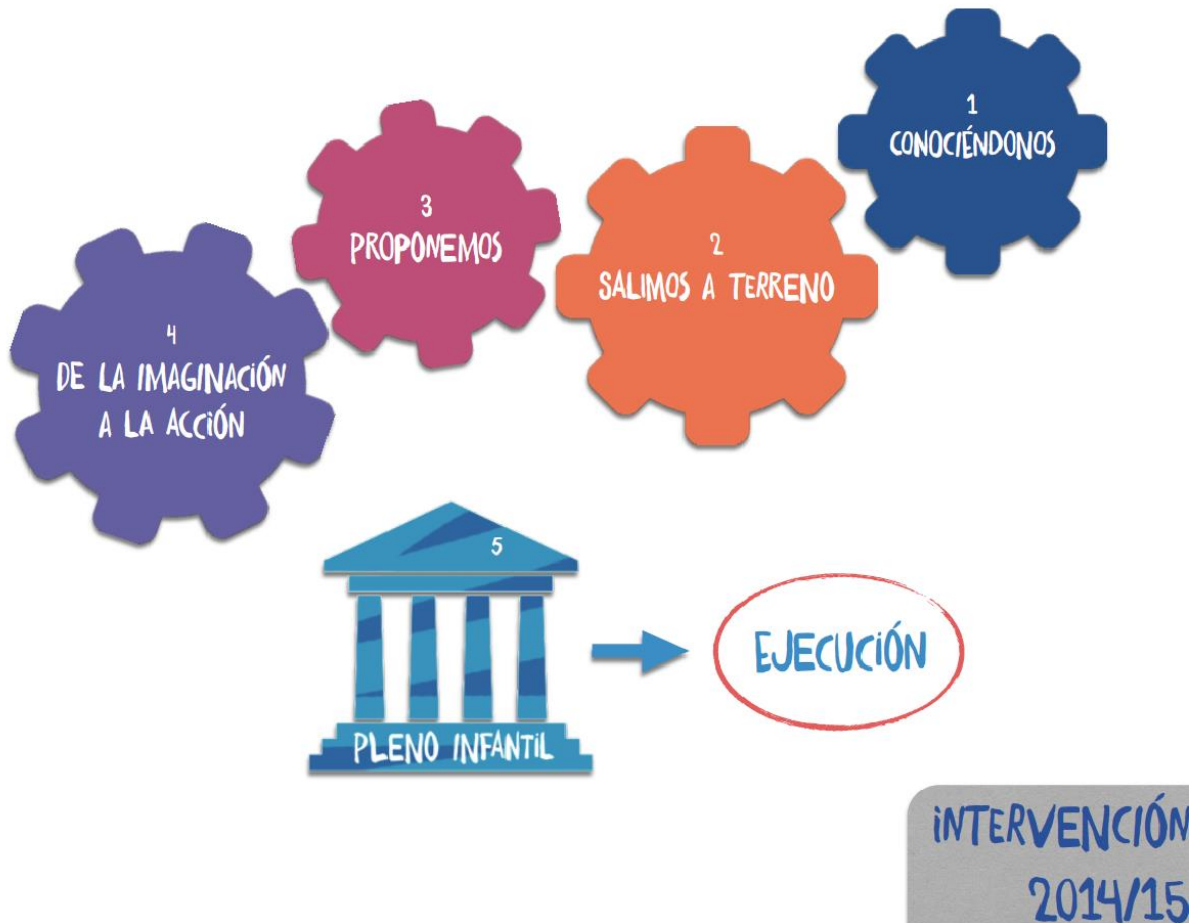 1
CONOCIÉNDONOS
2
SALIMOS A TERRENO
3
PROPONEMOS
4
DE LA IMAGINACIÓN
A LA ACCIÓN
5
PLENO INFANTIL
EJECUCIÓN
INTERVENCIÓN
2014/15